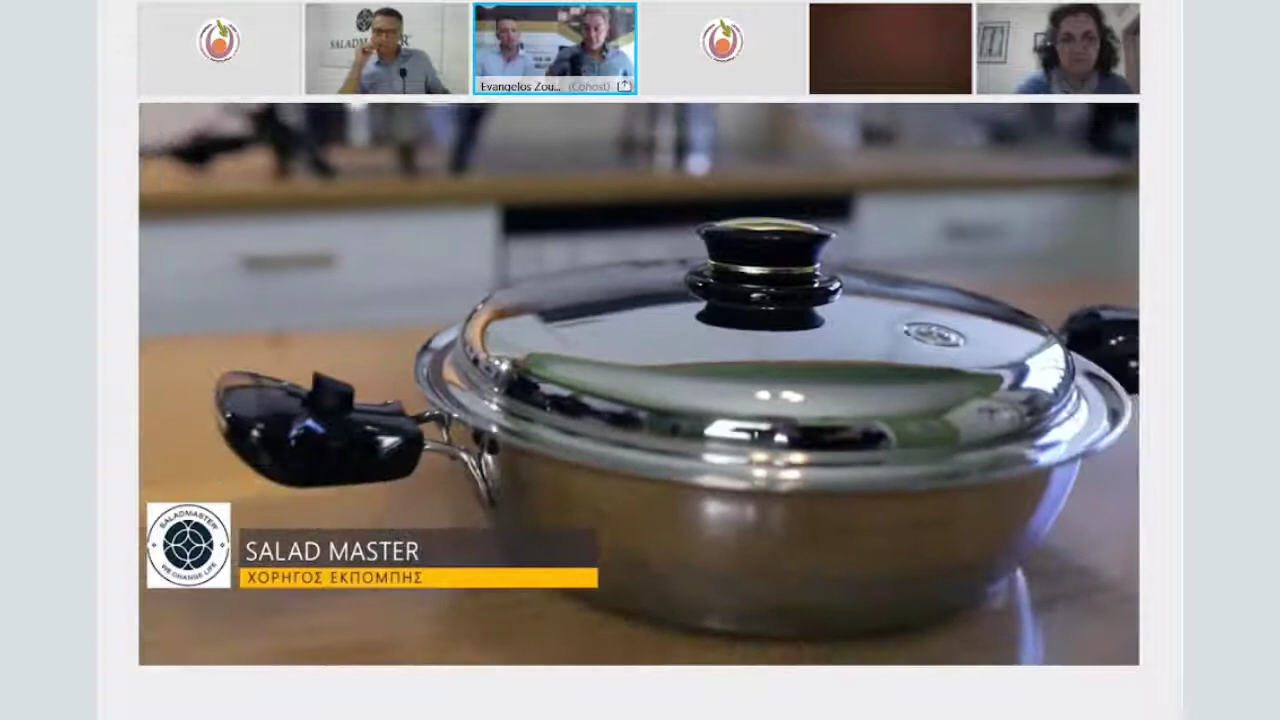 SALADMASTER
Evangelos Zou... (Cohost)
SALADMASTER
WE CHANGE LIFE
SALAD MASTER
ΧΟΡΗΓΟΣ ΕΚΠΟΜΠΗΣ